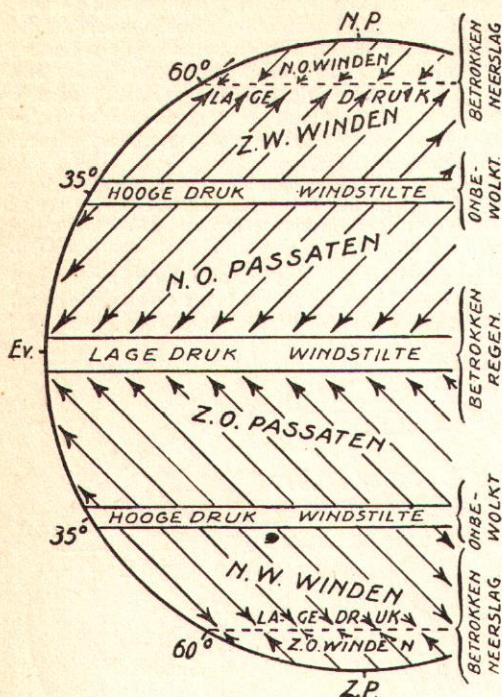 N.P.
60°
N.O. WINDEN
LAGE DRUK
Z.W. WINDEN
35°
HOOGE DRUK WINDSTILTE
N.O. PASSATEN
Ev.
LAGE DRUK WINDSTILTE
Z.O. PASSATEN
HOOGE DRUK WINDSTILTE
35°
N.W. WINDEN
LAGE DRUK
60°
Z.O. WINDEN
Z.P.
BETROKKEN
NEERSLAG
ONBE-
WOLKT.
BETROKKEN
REGEN.
ONBE-
WOLKT
BETROKKEN
NEERSLAG